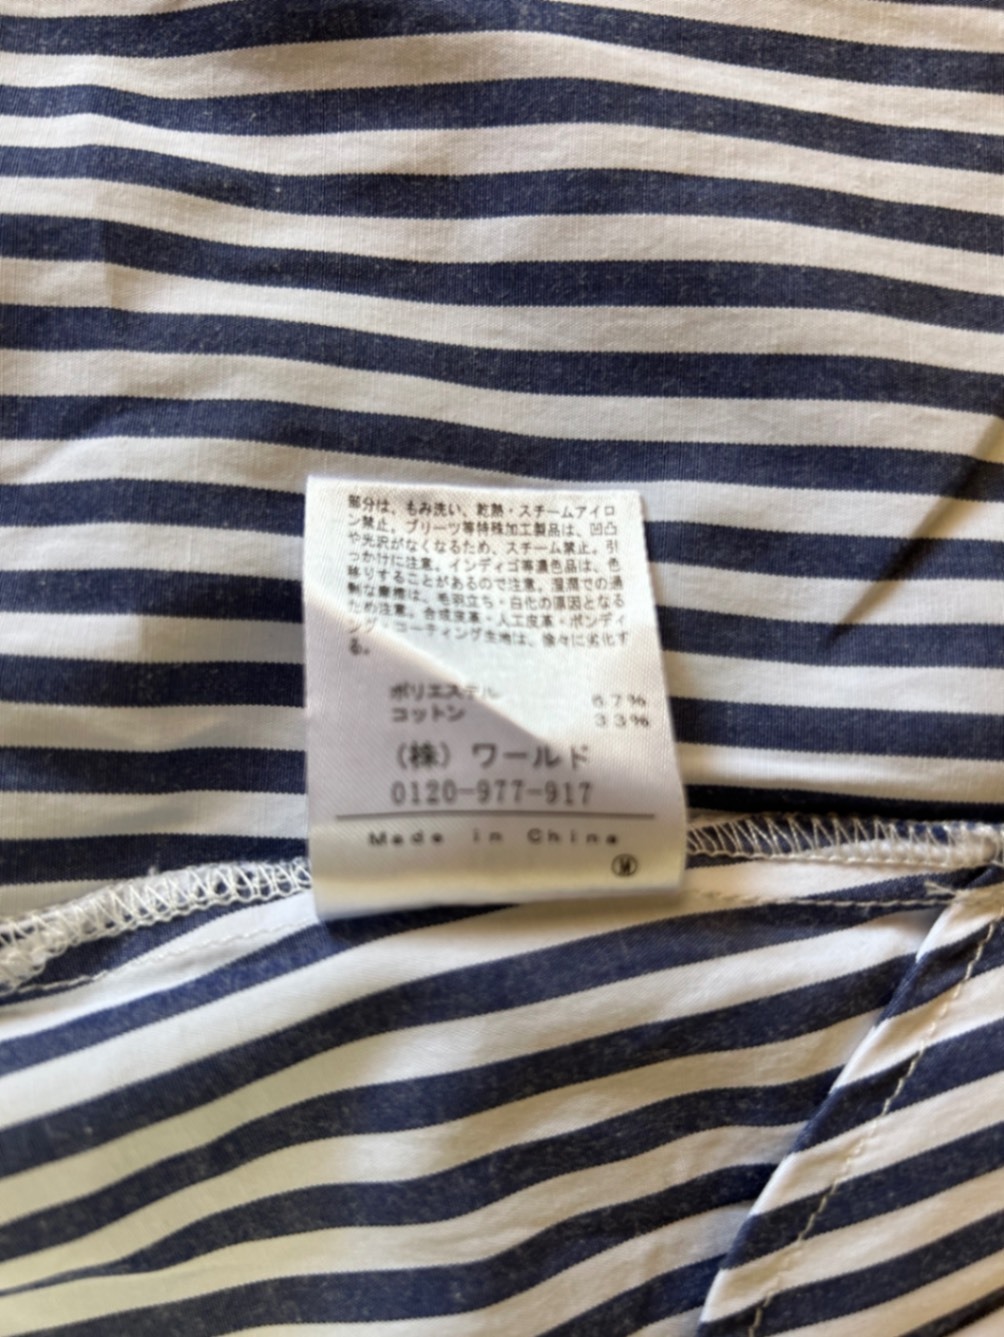 部分は、もみ洗い、乾熱・スチームアイロ
ン禁止。プリーツ等特殊加工製品は、凹凸
や光沢がなくなるため、スチーム禁止。引
っかけに注意。インディゴ等濃色品は、色
移りすることがあるので注意。湿潤での過
剰な摩擦は、毛羽立ち・白化の原因となる
ため注意。合成皮革・人工皮革・ボンディ
ング・コーティング生地は、徐々に劣化す
る。
ポリエステル 67%
コットン 33%
(株)ワールド
0120-977-917
Made in China